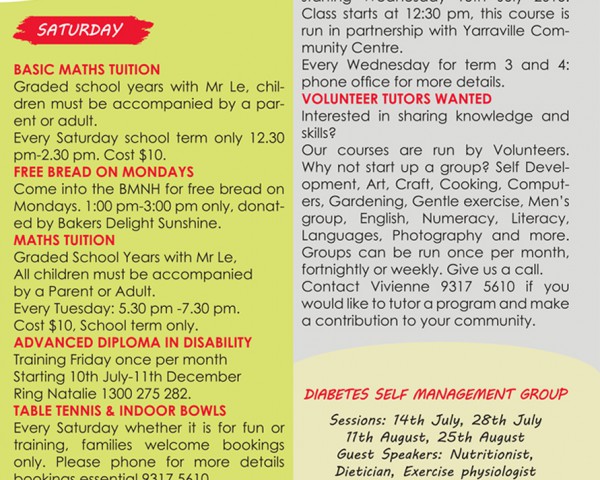 SATURDAY
BASIC MATHS TUITION
Graded school years with Mr Le, chil-
dren must be accompanied by a par-
ent or adult.
Every Saturday school term only 12.30
pm-2.30 pm. Cost $10.
FREE BREAD ON MONDAYS
Come into the BMNH for free bread on
Mondays. 1:00 pm-3:00 pm only, donat-
ed by Bakers Delight Sunshine.
MATHS TUITION
Graded School Years with Mr Le,
All children must be accompanied
by a Parent or Adult.
Every Tuesday: 5.30 pm -7.30 pm.
Cost $10, School term only.
ADVANCED DIPLOMA IN DISABILITY
Training Friday once per month
Starting 10th July-11th December
Ring Natalie 1300 275 282.
TABLE TENNIS & INDOOR BOWLS
Every Saturday whether it is for fun or
training, families welcome bookings
only. Please phone for more details
bookings essential 9317 5610
Class starts at 12:30 pm, this course is
run in partnership with Yarraville Com-
munity Centre.
Every Wednesday for term 3 and 4:
phone office for more details.
VOLUNTEER TUTORS WANTED
Interested in sharing knowledge and
skills?
Our courses are run by Volunteers.
Why not start up a group? Self Devel-
opment, Art, Craft, Cooking, Comput-
ers, Gardening, Gentle exercise, Men's
group, English, Numeracy, Literacy,
Languages, Photography and more.
Groups can be run once per month,
fortnightly or weekly. Give us a call.
Contact Vivienne 9317 5610 if you
would like to tutor a program and make
a contribution to your community.
DIABETES SELF MANAGEMENT GROUP
Sessions: 14th July, 28th July
11th August, 25th August
Guest Speakers: Nutritionist,
Dietician, Exercise physiologist